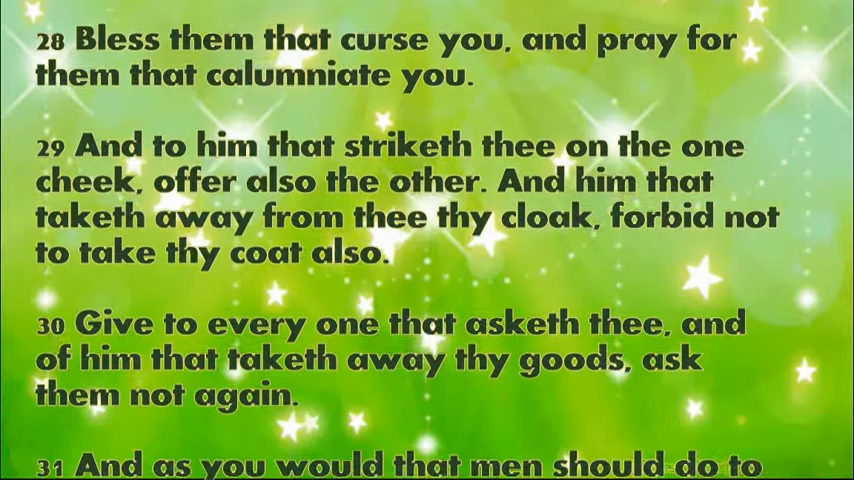 28 Bless them that curse you, and pray for
them that calumniate you.
29 And to him that striketh thee on the one
cheek, offer also the other. And him that
taketh away from thee thy cloak, forbid not
to take thy coat also.
30 Give to every one that asketh thee, and
of him that taketh away thy goods, ask
them not again.
31 And as you would that men should do to